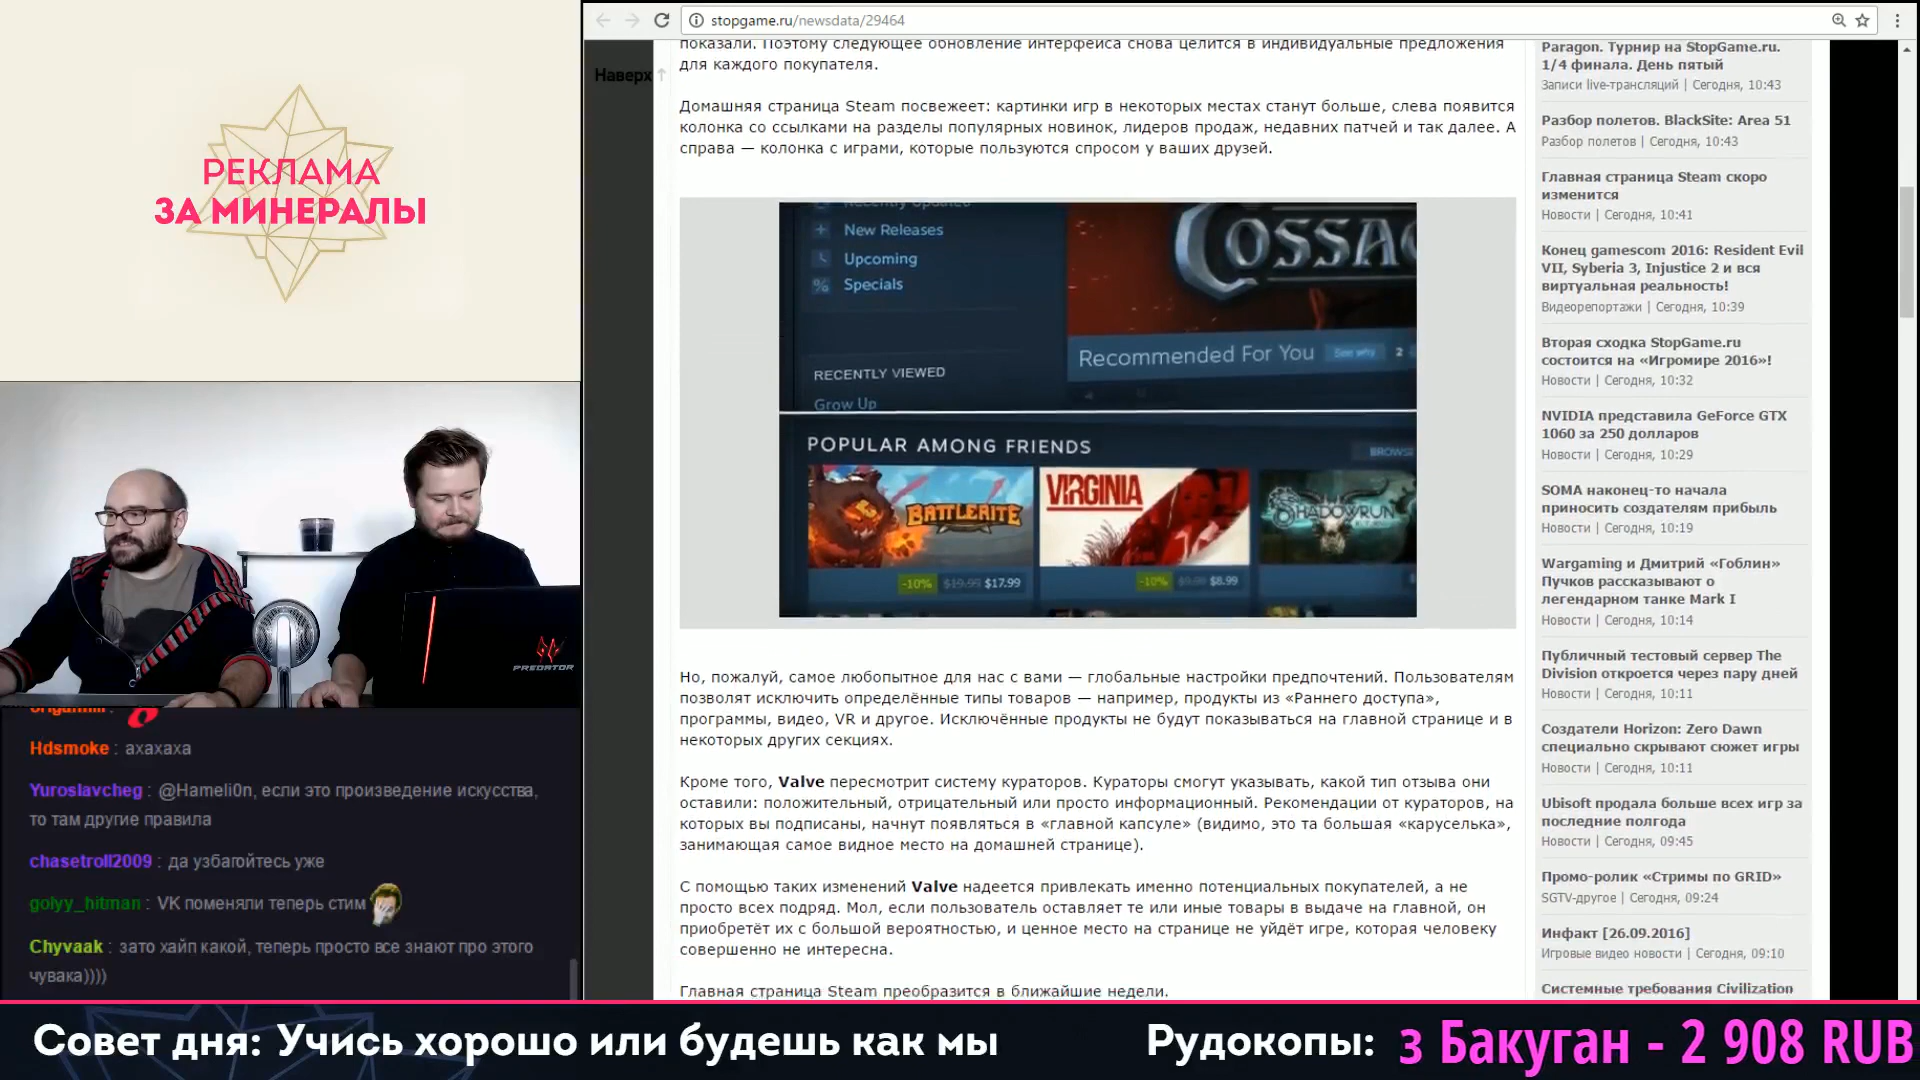 РЕКЛАМА
ЗА МИНЕРАЛЫ
PREDATOR
Hdsmoke : ахахаха
Yuroslavcheg : @Hameli0n, если это произведение искусства,
то там другие правила
chasetroll2009 : да узбагойтесь уже
golyy_hitman : VK поменяли теперь стим
Chyvaak : зато хайп какой, теперь просто все знают про этого
чувака))))
stopgame.ru/newsdata/29464
Наверх ↑
показали. Поэтому следующее обновление интерфейса снова целится в индивидуальные предложения
для каждого покупателя.
Домашняя страница Steam посвежеет: картинки игр в некоторых местах станут больше, слева появится
колонка со ссылками на разделы популярных новинок, лидеров продаж, недавних патчей и так далее. А
справа — колонка с играми, которые пользуются спросом у ваших друзей.
Recently Updated
New Releases
Upcoming
Specials
RECENTLY VIEWED
Grow Up
COSSAC
Recommended For You See why 2
POPULAR AMONG FRIENDS BROWSE
BATTLERITE
VIRGINIA
SHADOWRUN
-10% $19.99 $17.99
-10% $9.99 $8.99
Но, пожалуй, самое любопытное для нас с вами — глобальные настройки предпочтений. Пользователям
позволят исключить определённые типы товаров — например, продукты из «Раннего доступа»,
программы, видео, VR и другое. Исключённые продукты не будут показываться на главной странице и в
некоторых других секциях.
Кроме того, Valve пересмотрит систему кураторов. Кураторы смогут указывать, какой тип отзыва они
оставили: положительный, отрицательный или просто информационный. Рекомендации от кураторов, на
которых вы подписаны, начнут появляться в «главной капсуле» (видимо, это та большая «каруселька»,
занимающая самое видное место на домашней странице).
С помощью таких изменений Valve надеется привлекать именно потенциальных покупателей, а не
просто всех подряд. Мол, если пользователь оставляет те или иные товары в выдаче на главной, он
приобретёт их с большой вероятностью, и ценное место на странице не уйдёт игре, которая человеку
совершенно не интересна.
Главная страница Steam преобразится в ближайшие недели.
Paragon. Турнир на StopGame.ru.
1/4 финала. День пятый
Записи live-трансляций | Сегодня, 10:43
Разбор полетов. BlackSite: Area 51
Разбор полетов | Сегодня, 10:43
Главная страница Steam скоро
изменится
Новости | Сегодня, 10:41
Конец gamescom 2016: Resident Evil
VII, Syberia 3, Injustice 2 и вся
виртуальная реальность!
Видеорепортажи | Сегодня, 10:39
Вторая сходка StopGame.ru
состоится на «Игромире 2016»!
Новости | Сегодня, 10:32
NVIDIA представила GeForce GTX
1060 за 250 долларов
Новости | Сегодня, 10:29
SOMA наконец-то начала
приносить создателям прибыль
Новости | Сегодня, 10:19
Wargaming и Дмитрий «Гоблин»
Пучков рассказывают о
легендарном танке Mark I
Новости | Сегодня, 10:14
Публичный тестовый сервер The
Division откроется через пару дней
Новости | Сегодня, 10:11
Создатели Horizon: Zero Dawn
специально скрывают сюжет игры
Новости | Сегодня, 10:11
Ubisoft продала больше всех игр за
последние полгода
Новости | Сегодня, 09:45
Промо-ролик «Стримы по GRID»
SGTV-другое | Сегодня, 09:24
Инфакт [26.09.2016]
Игровые видео новости | Сегодня, 09:10
Системные требования Civilization
Совет дня: Учись хорошо или будешь как мы
Рудокопы: з Бакуган - 2 908 RUB